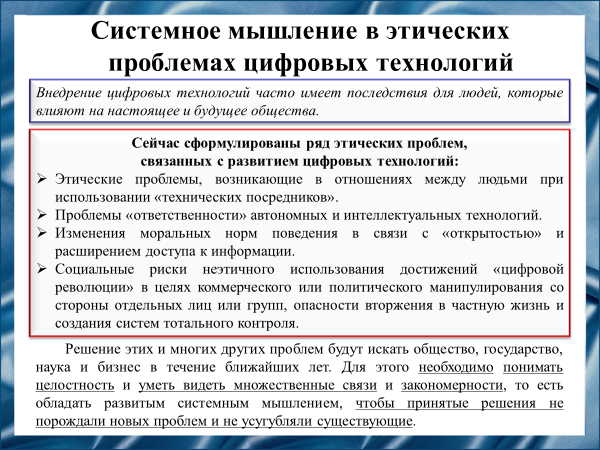 Системное мышление в этических
проблемах цифровых технологий
Внедрение цифровых технологий часто имеет последствия для людей, которые
влияют на настоящее и будущее общества.
Сейчас сформулированы ряд этических проблем,
связанных с развитием цифровых технологий:
➢ Этические проблемы, возникающие в отношениях между людьми при
использовании «технических посредников».
➢ Проблемы «ответственности» автономных и интеллектуальных технологий.
➢ Изменения моральных норм поведения в связи с «открытостью» и
расширением доступа к информации.
➢ Социальные риски неэтичного использования достижений «цифровой
революции» в целях коммерческого или политического манипулирования со
стороны отдельных лиц или групп, опасности вторжения в частную жизнь и
создания систем тотального контроля.
Решение этих и многих других проблем будут искать общество, государство,
наука и бизнес в течение ближайших лет. Для этого необходимо понимать
целостность и уметь видеть множественные связи и закономерности, то есть
обладать развитым системным мышлением, чтобы принятые решения не
порождали новых проблем и не усугубляли существующие.